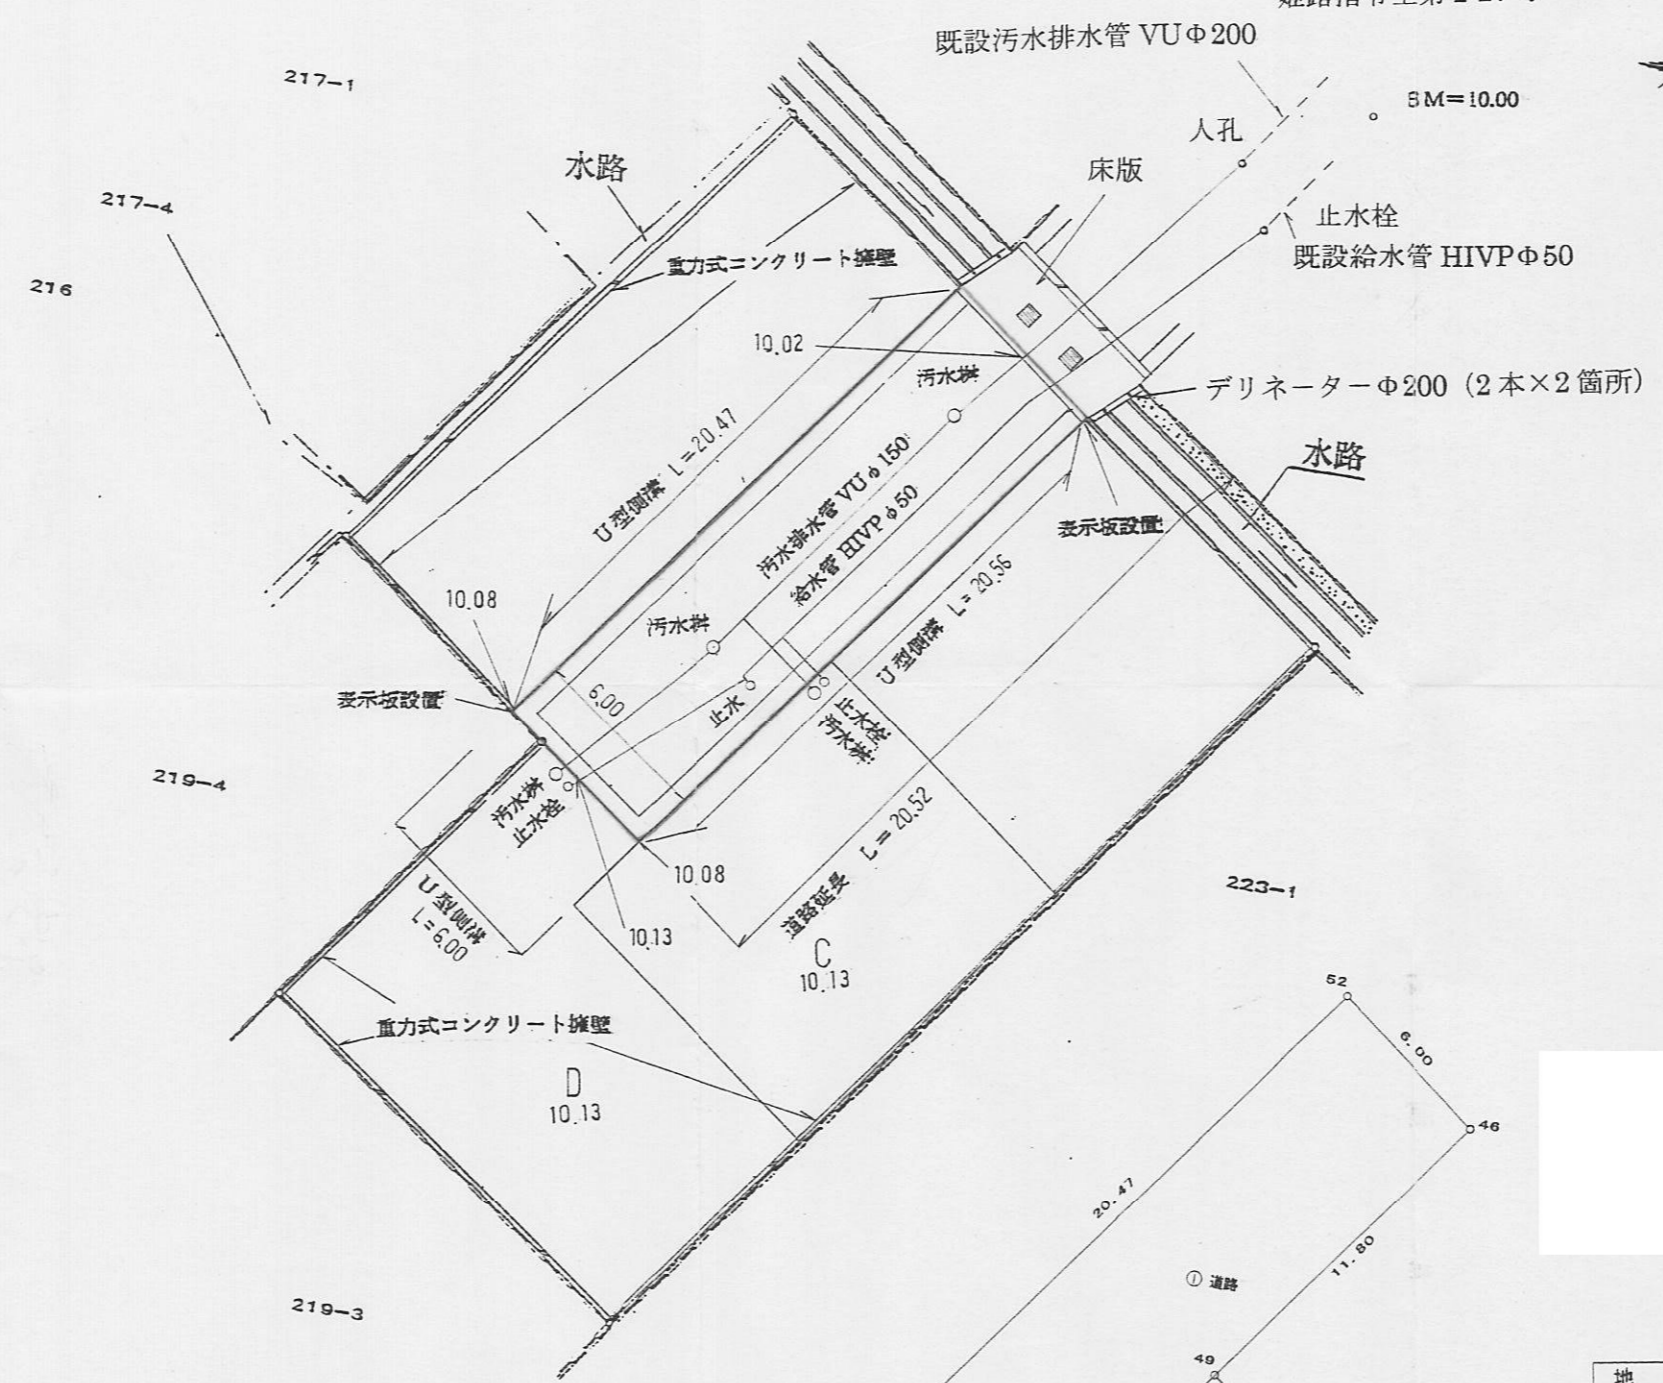 既設汚水排水管 VUΦ200
217-1
BM=10.00
人孔
水路
床版
217-4
止水栓
既設給水管 HIVPΦ50
重力式コンクリート擁壁
216
10.02
汚水桝
デリネーターΦ200（2本×2箇所）
U型側溝 L=20.47
汚水排水管 VUφ150
給水管 HIVPφ50
水路
表示板設置
10.08
汚水桝
U型側溝 L=20.56
表示板設置
6.00
止水
止水栓
汚水桝
219-4
汚水桝
止水栓
道路延長 L=20.52
10.08
U型側溝
L=6.00
10.13
C
10.13
223-1
重力式コンクリート擁壁
D
10.13
52
6.00
46
20.47
11.80
① 道路
219-3
49